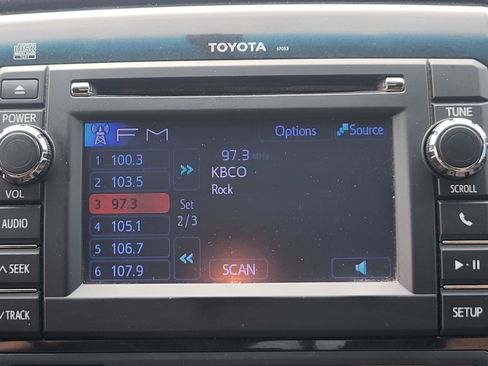 TOYOTA 57053
POWER
VOL
AUDIO
SEEK
TRACK
FM
1 100.3
2 103.5
3 97.3
4 105.1
5 106.7
6 107.9
Set
2/3
Options
Source
97.3 MHz
KBCO
Rock
SCAN
TUNE
SCROLL
SETUP